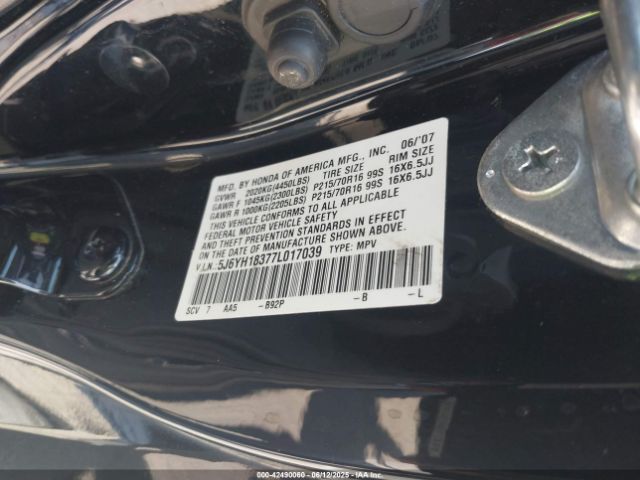 MFD. BY HONDA OF AMERICA MFG., INC. 06/'07
GVWR 2020KG(4450LBS) TIRE SIZE RIM SIZE
GAWR F 1045KG(2300LBS) P215/70R16 99S 16X6.5JJ
GAWR R 1000KG(2205LBS) P215/70R16 99S 16X6.5JJ
THIS VEHICLE CONFORMS TO ALL APPLICABLE
FEDERAL MOTOR VEHICLE SAFETY
STANDARDS IN EFFECT
AND THEFT PREVENTION
ON THE DATE OF MANUFACTURE SHOWN ABOVE.
V.I.N. 5J6YH18377L017039 TYPE: MPV
SCV 7 AA5 -B92P -B -L
000-42490060 - 06/12/2025 - IAAI.COM